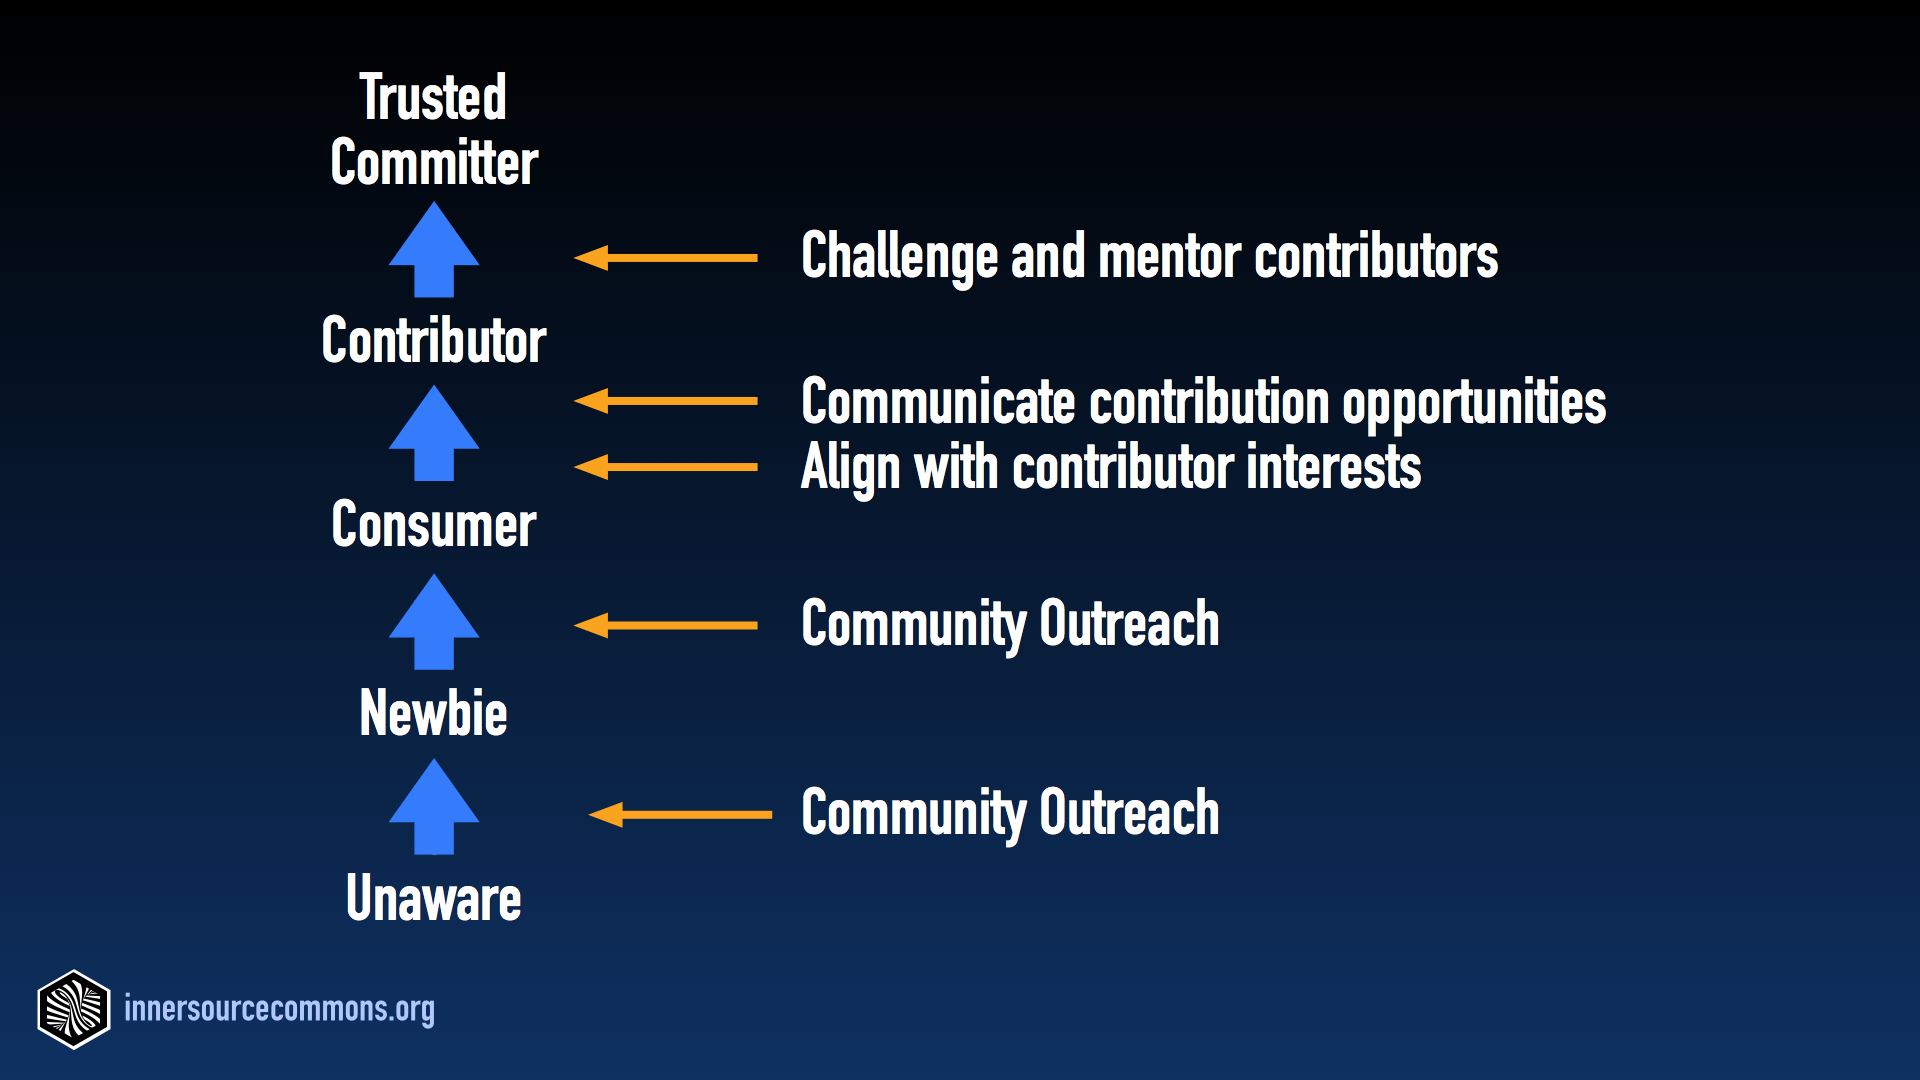 Trusted
Committer
Challenge and mentor contributors
Contributor
Communicate contribution opportunities
Align with contributor interests
Consumer
Community Outreach
Newbie
Community Outreach
Unaware
innersourcecommons.org